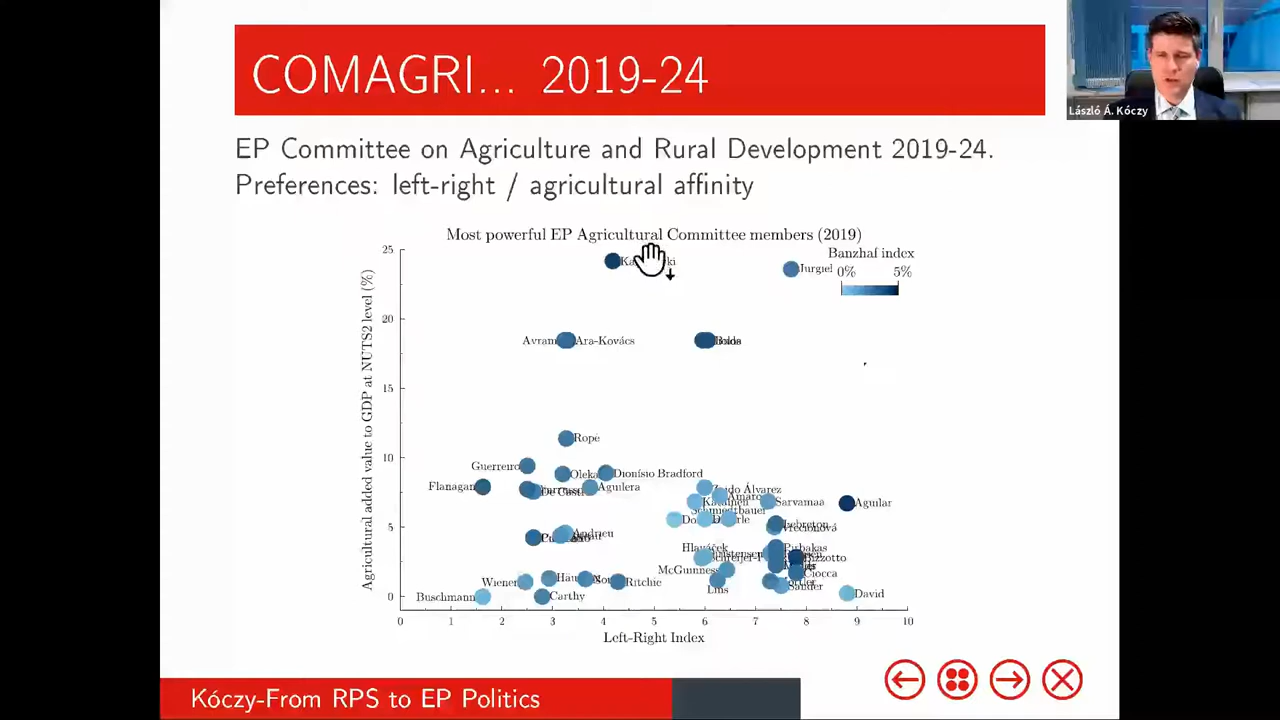 COMAGRI... 2019-24
László Á. Kóczy
EP Committee on Agriculture and Rural Development 2019-24.
Preferences: left-right / agricultural affinity
Most powerful EP Agricultural Committee members (2019)
Banzhaf index
0% 5%
Agricultural added value to GDP at NUTS2 level (%)
25
20
15
10
5
0
Jurgiel
Ara-Kovács
Rope
Guerreiro
Dionísio Bradford
Flanagan
Aguilera
Sarvamaa
Aguilar
Andrieu
Hlaváček
McGuinness
Ciocca
Wiener
Ritchie
Lins
Buschmann
Carthy
David
0 1 2 3 4 5 6 7 8 9 10
Left-Right Index
Kóczy-From RPS to EP Politics